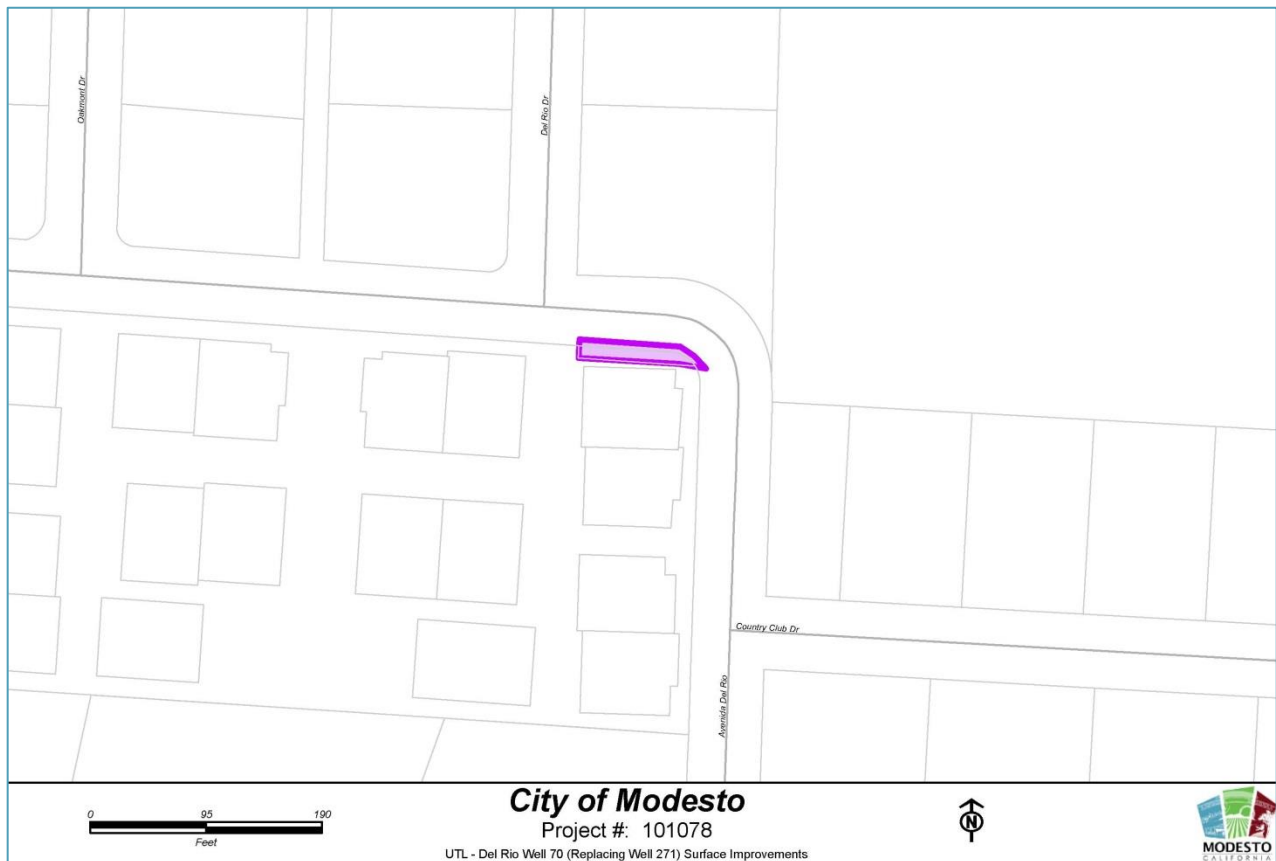 Oakmont Dr
Del Rio Dr
Country Club Dr
Avenida Del Rio
0 95 190
Feet
City of Modesto
Project #: 101078
UTL - Del Rio Well 70 (Replacing Well 271) Surface Improvements
N
MODESTO
CALIFORNIA